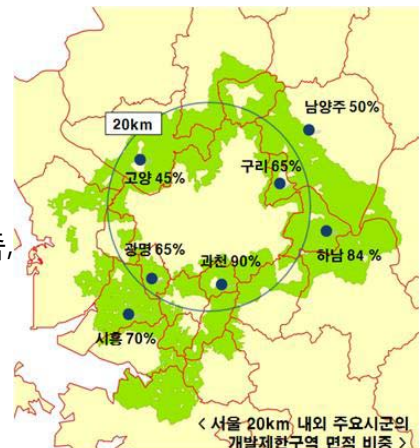 남양주 50%
20km
구리 65%
고양 45%
광명 65%
과천 90%
하남 84 %
시흥 70%
< 서울 20km 내외 주요시군의
개발제한구역 면적 비중 >